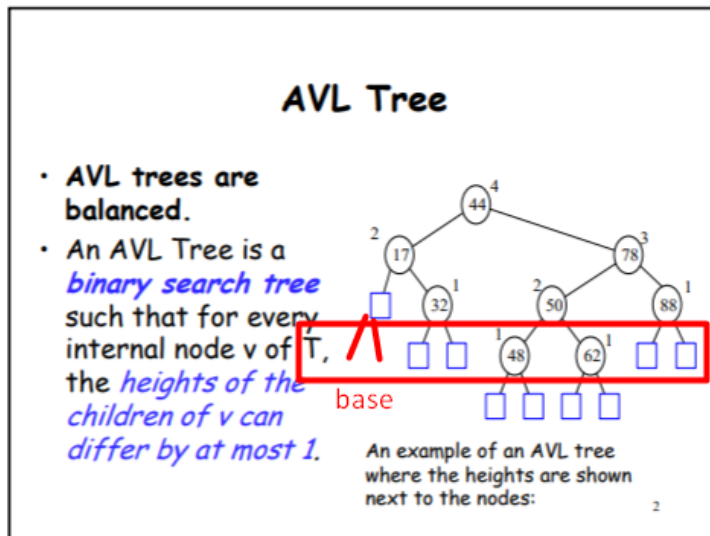 AVL Tree
• AVL trees are
balanced.
• An AVL Tree is a
binary search tree
such that for every
internal node v of T,
the heights of the
children of v can
differ by at most 1.
4
44
2
17
3
78
1
32
2
50
1
88
1
48
1
62
base
An example of an AVL tree
where the heights are shown
next to the nodes:
2